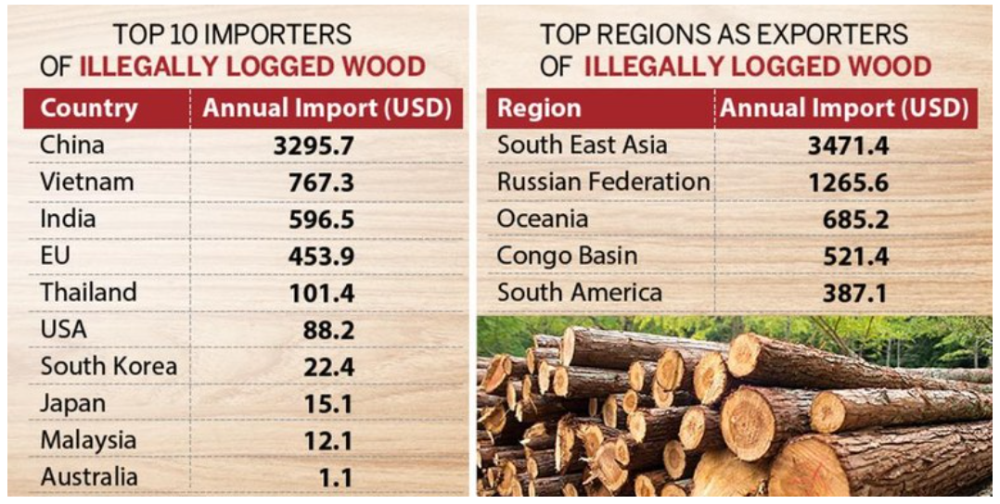 TOP 10 IMPORTERS
OF ILLEGALLY LOGGED WOOD
Country Annual Import (USD)
China 3295.7
Vietnam 767.3
India 596.5
EU 453.9
Thailand 101.4
USA 88.2
South Korea 22.4
Japan 15.1
Malaysia 12.1
Australia 1.1
TOP REGIONS AS EXPORTERS
OF ILLEGALLY LOGGED WOOD
Region Annual Import (USD)
South East Asia 3471.4
Russian Federation 1265.6
Oceania 685.2
Congo Basin 521.4
South America 387.1